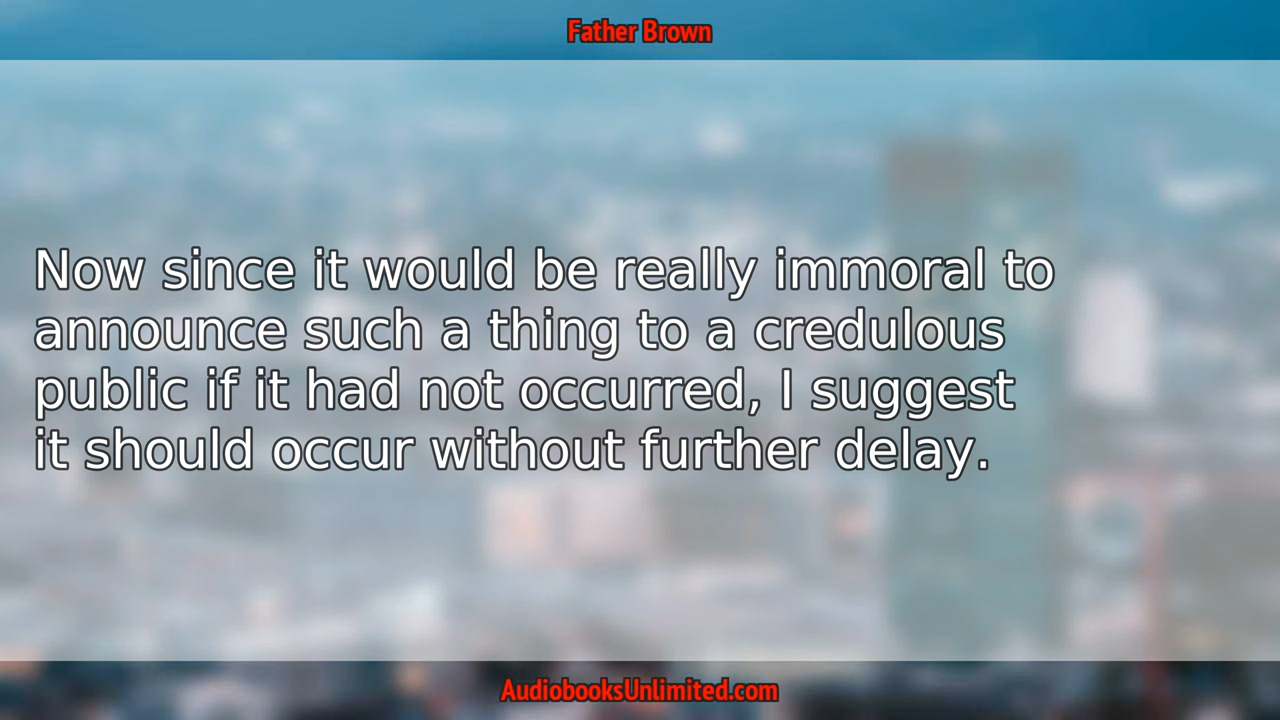 Father Brown
Now since it would be really immoral to
announce such a thing to a credulous
public if it had not occurred, I suggest
it should occur without further delay.
AudiobooksUnlimited.com